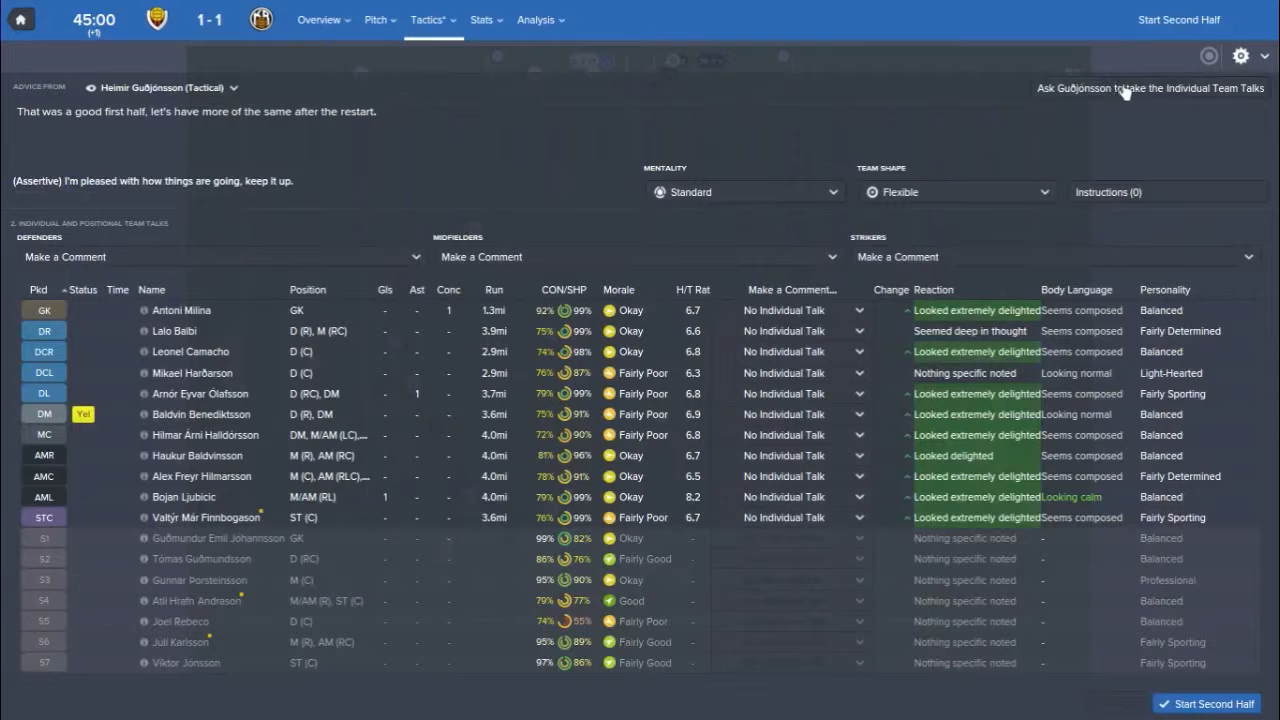 45:00 (+1) 1 - 1 Overview Pitch Tactics* Stats Analysis Start Second Half
ADVICE FROM Heimir Guðjónsson (Tactical) Ask Guðjónsson to take the Individual Team Talks
That was a good first half, let's have more of the same after the restart.
MENTALITY TEAM SHAPE
(Assertive) I'm pleased with how things are going, keep it up. Standard Flexible Instructions (0)
2. INDIVIDUAL AND POSITIONAL TEAM TALKS
DEFENDERS MIDFIELDERS STRIKERS
Make a Comment Make a Comment Make a Comment
Pkd Status Time Name Position Gls Ast Conc Run CON/SHP Morale H/T Rat Make a Comment... Change Reaction Body Language Personality
GK Antoni Milina GK - - 1 1.3mi 92% 99% Okay 6.7 No Individual Talk Looked extremely delighted Seems composed Balanced
DR Lalo Balbi D (R), M (RC) - - - 3.9mi 75% 99% Okay 6.6 No Individual Talk Seemed deep in thought Seems composed Fairly Determined
DCR Leonel Camacho D (C) - - - 2.9mi 74% 98% Okay 6.8 No Individual Talk Looked extremely delighted Seems composed Balanced
DCL Mikael Harðarson D (C) - - - 2.9mi 76% 87% Fairly Poor 6.3 No Individual Talk Nothing specific noted Looking normal Light-Hearted
DL Arnór Eyvar Ólafsson D (RC), DM - 1 - 3.7mi 79% 99% Fairly Poor 6.8 No Individual Talk Looked extremely delighted Seems composed Fairly Sporting
DM Yel Baldvin Benediktsson D (R), DM - - - 3.6mi 75% 91% Fairly Poor 6.9 No Individual Talk Looked extremely delighted Looking normal Balanced
MC Hilmar Árni Halldórsson DM, M/AM (LC),... - - - 4.0mi 72% 90% Fairly Poor 6.8 No Individual Talk Looked extremely delighted Seems composed Balanced
AMR Haukur Baldvinsson M (R), AM (RC) - - - 4.0mi 81% 96% Okay 6.7 No Individual Talk Looked delighted Seems composed Balanced
AMC Alex Freyr Hilmarsson M (C), AM (RLC),... - - - 4.0mi 78% 91% Okay 6.5 No Individual Talk Looked extremely delighted Seems composed Fairly Determined
AML Bojan Ljubicic M/AM (RL) 1 - - 4.0mi 79% 99% Okay 8.2 No Individual Talk Looked extremely delighted Looking calm Balanced
STC Valtýr Már Finnbogason ST (C) - - - 3.6mi 76% 99% Fairly Poor 6.7 No Individual Talk Looked extremely delighted Seems composed Fairly Sporting
S1 Guðmundur Emil Jóhannsson GK 99% 82% Okay - Nothing specific noted - Balanced
S2 Tómas Guðmundsson D (RC) 86% 76% Fairly Good - Nothing specific noted - Balanced
S3 Gunnar Þorsteinsson M (C) 95% 90% Okay - Nothing specific noted - Professional
S4 Atli Hrafn Andrason M/AM (R), ST (C) 79% 77% Good - Nothing specific noted - Balanced
S5 Joel Rebeco D (C) 74% 55% Fairly Poor - Nothing specific noted - Balanced
S6 Júlí Karlsson M (R), AM (RC) 95% 89% Fairly Good - Nothing specific noted - Fairly Sporting
S7 Viktor Jónsson ST (C) 97% 86% Fairly Good - Nothing specific noted - Fairly Sporting
Start Second Half